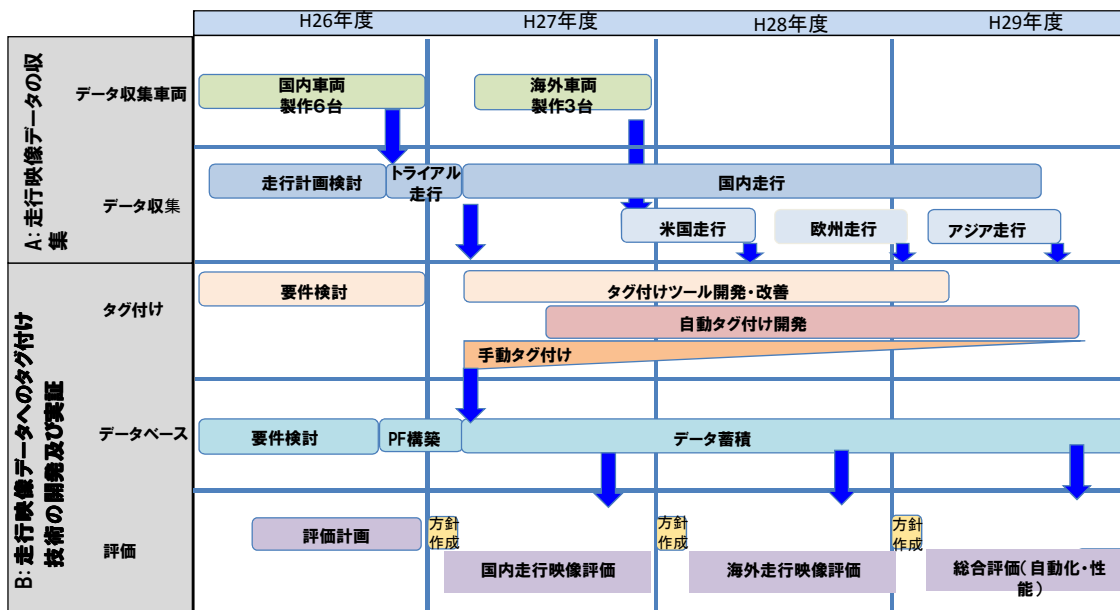 H26年度
H27年度
H28年度
H29年度
A: 走行映像データの収
集
データ収集車両
国内車両
製作6台
海外車両
製作3台
データ収集
走行計画検討
トライアル
走行
国内走行
米国走行
欧州走行
アジア走行
B: 走行映像データへのタグ付け
技術の開発及び実証
タグ付け
要件検討
タグ付けツール開発・改善
自動タグ付け開発
手動タグ付け
データベース
要件検討
PF構築
データ蓄積
評価
評価計画
方針
作成
国内走行映像評価
方針
作成
海外走行映像評価
方針
作成
総合評価(自動化・性
能)